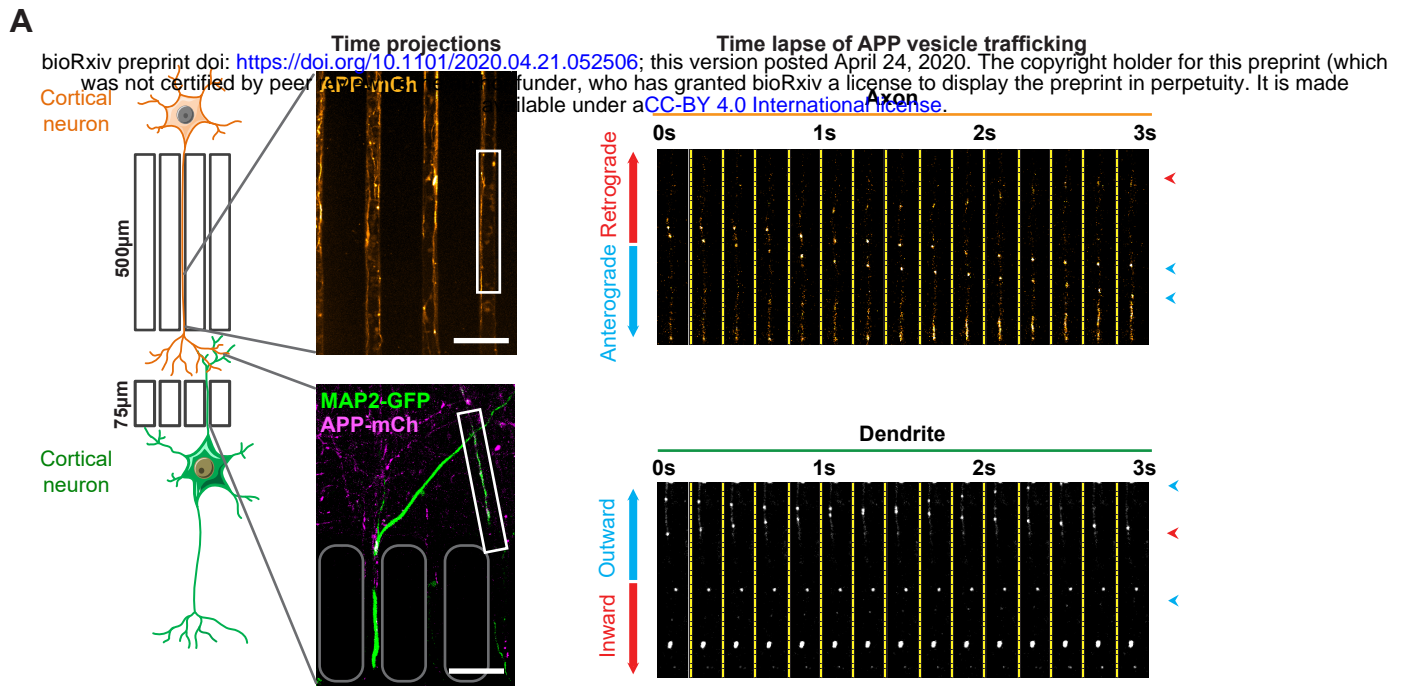 A
Time projections
Time lapse of APP vesicle trafficking
bioRxiv preprint doi: https://doi.org/10.1101/2020.04.21.052506; this version posted April 24, 2020. The copyright holder for this preprint (which
was not certified by peer funder, who has granted bioRxiv a license to display the preprint in perpetuity. It is made
under aCC-BY 4.0 International license.
APP-mCh
Axon
Cortical
neuron
0s 1s 2s 3s
Retrograde
Anterograde
500µm
75µm
MAP2-GFP
APP-mCh
Dendrite
Cortical
neuron
0s 1s 2s 3s
Outward
Inward